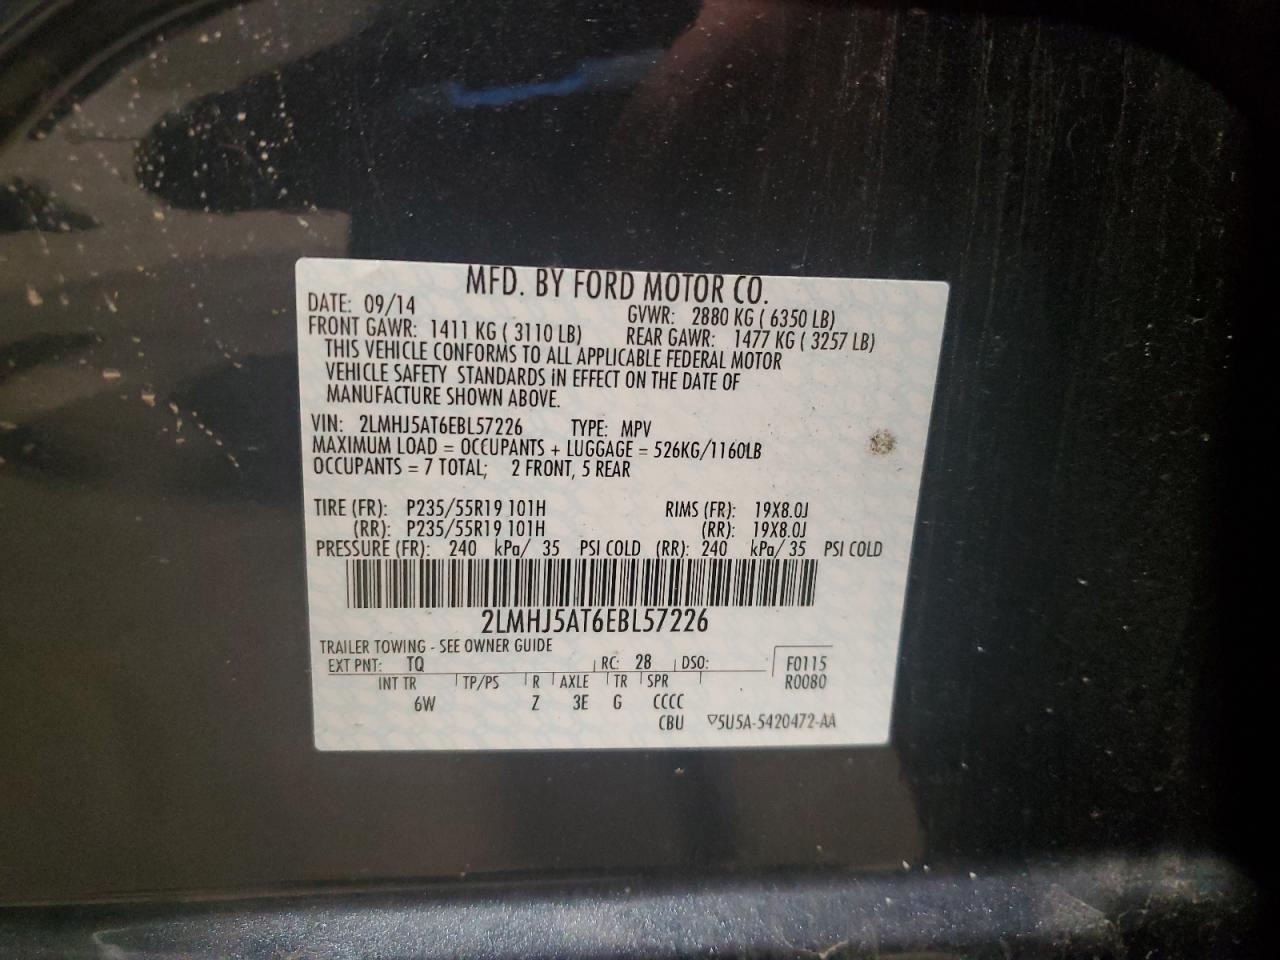 MFD. BY FORD MOTOR CO.
DATE: 09/14 GVWR: 2880 KG ( 6350 LB)
FRONT GAWR: 1411 KG ( 3110 LB) REAR GAWR: 1477 KG ( 3257 LB)
THIS VEHICLE CONFORMS TO ALL APPLICABLE FEDERAL MOTOR
VEHICLE SAFETY STANDARDS IN EFFECT ON THE DATE OF
MANUFACTURE SHOWN ABOVE.
VIN: 2LMHJ5AT6EBL57226 TYPE: MPV
MAXIMUM LOAD = OCCUPANTS + LUGGAGE = 526KG/1160LB
OCCUPANTS = 7 TOTAL; 2 FRONT, 5 REAR
TIRE (FR): P235/55R19 101H RIMS (FR): 19X8.0J
(RR): P235/55R19 101H (RR): 19X8.0J
PRESSURE (FR): 240 kPa/ 35 PSI COLD (RR): 240 kPa/ 35 PSI COLD
2LMHJ5AT6EBL57226
TRAILER TOWING - SEE OWNER GUIDE
EXT PNT: TQ RC: 28 DSO: F0115
INT TR TP/PS R AXLE TR SPR R0080
6W Z 3E G CCCC
CBU ▽5U5A-5420472-AA